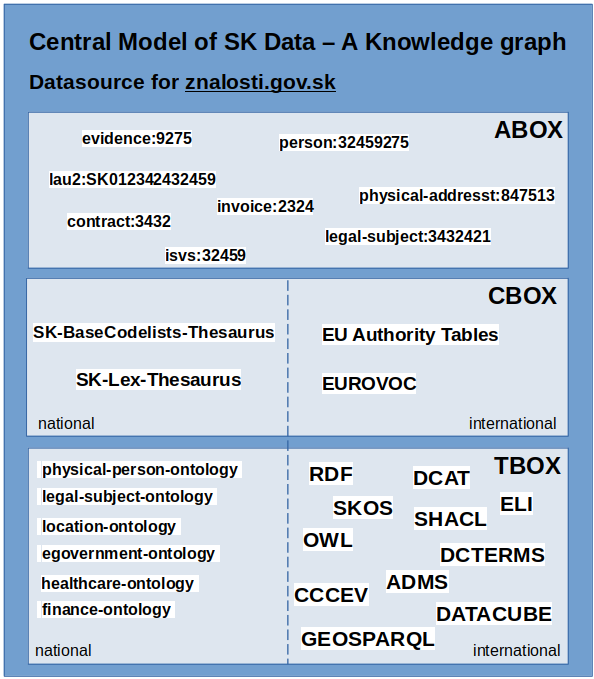 Central Model of SK Data – A Knowledge graph
Datasource for znalosti.gov.sk
ABOX
evidence:9275
person:32459275
lau2:SK012342432459
physical-addresst:847513
invoice:2324
contract:3432
legal-subject:3432421
isvs:32459
CBOX
SK-BaseCodelists-Thesaurus
SK-Lex-Thesaurus
national
EU Authority Tables
EUROVOC
international
TBOX
physical-person-ontology
legal-subject-ontology
location-ontology
egovernment-ontology
healthcare-ontology
finance-ontology
national
RDF
DCAT
SKOS
ELI
SHACL
OWL
DCTERMS
ADMS
CCCEV
DATACUBE
GEOSPARQL
international